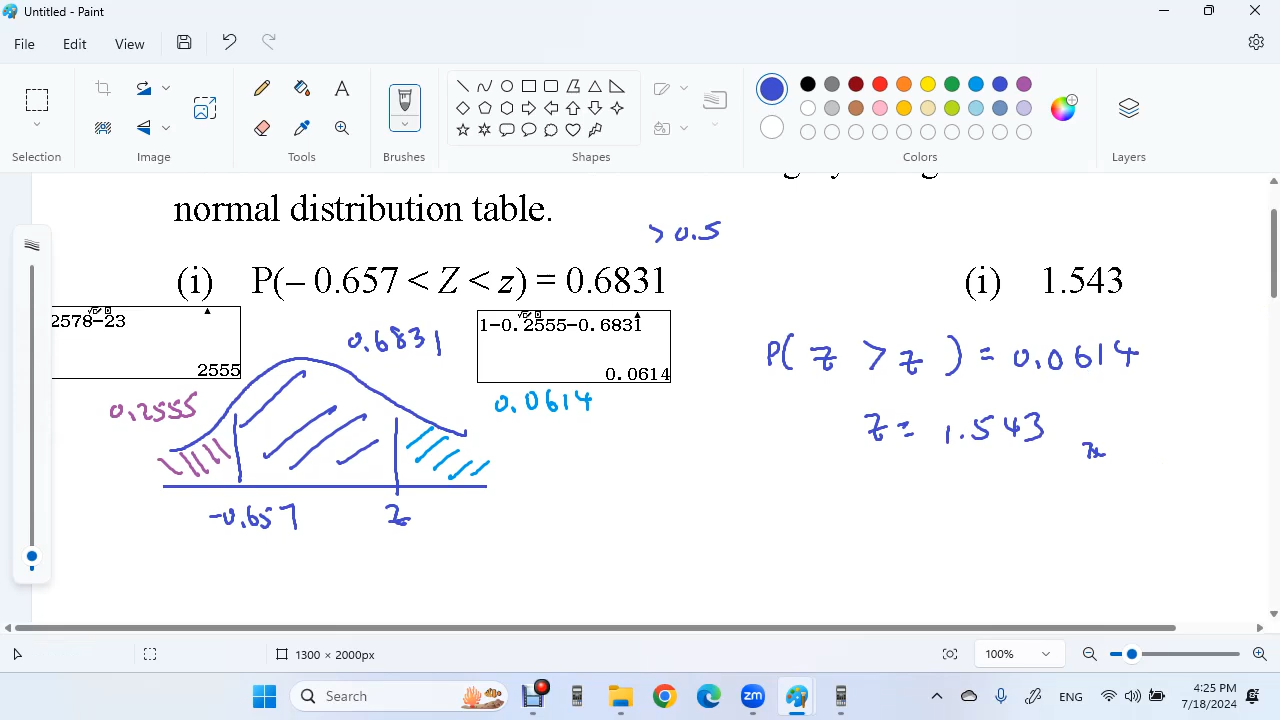 Untitled - Paint
File Edit View
Selection Image Tools Brushes Shapes Colors Layers
normal distribution table.
> 0.5
(i) P(– 0.657 < Z < z) = 0.6831 (i) 1.543
2578-23
2555
1-0.2555-0.6831
0.0614
0.6831
P( Z > z ) = 0.0614
0.2555
0.0614
z = 1.543
-0.657 z
1300 × 2000px
100%
Search
ENG
4:25 PM
7/18/2024